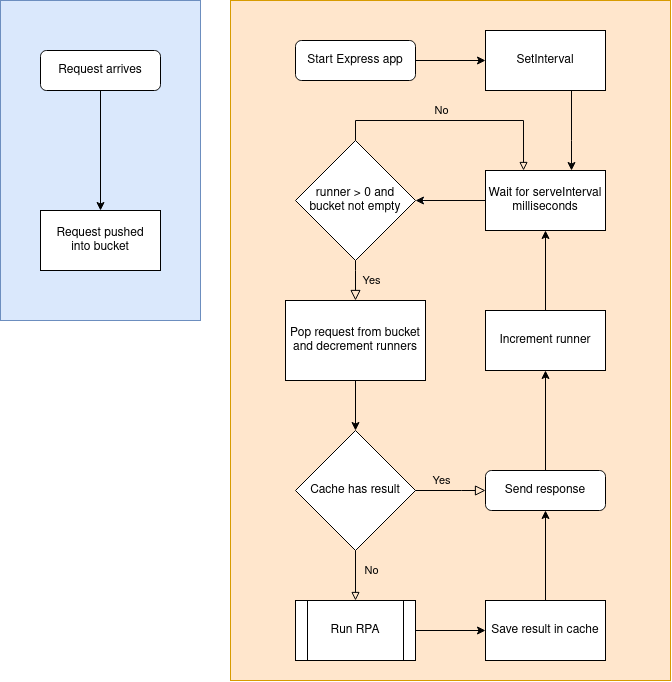 Request arrives
Request pushed
into bucket
Start Express app
SetInterval
No
runner > 0 and
bucket not empty
Wait for serveInterval
milliseconds
Yes
Pop request from bucket
and decrement runners
Increment runner
Cache has result
Yes
Send response
No
Run RPA
Save result in cache